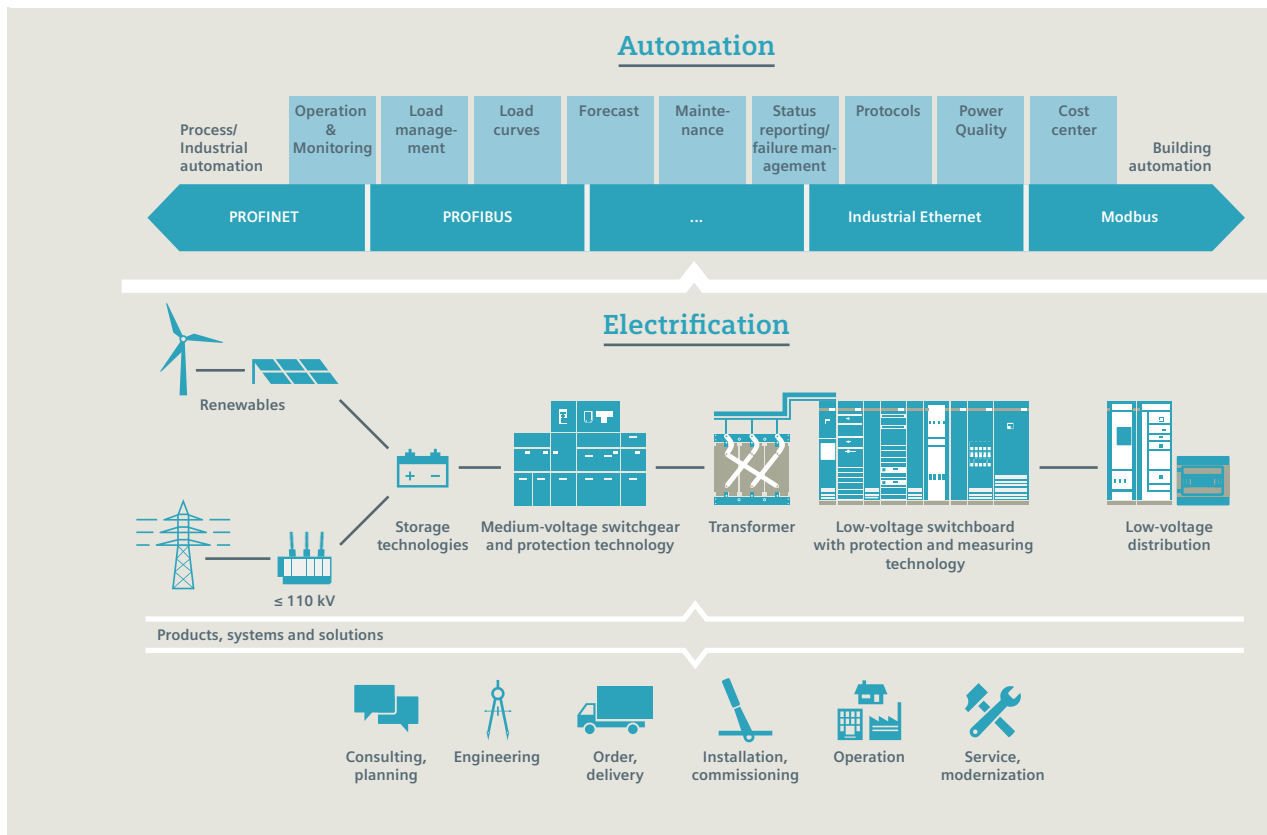 Automation
Process/
Industrial
automation
Operation
&
Monitoring
Load
manage-
ment
Load
curves
Forecast
Mainte-
nance
Status
reporting/
failure man-
agement
Protocols
Power
Quality
Cost
center
Building
automation
PROFINET
PROFIBUS
...
Industrial Ethernet
Modbus
Electrification
Renewables
≤ 110 kV
Storage
technologies
Medium-voltage switchgear
and protection technology
Transformer
Low-voltage switchboard
with protection and measuring
technology
Low-voltage
distribution
Products, systems and solutions
Consulting,
planning
Engineering
Order,
delivery
Installation,
commissioning
Operation
Service,
modernization